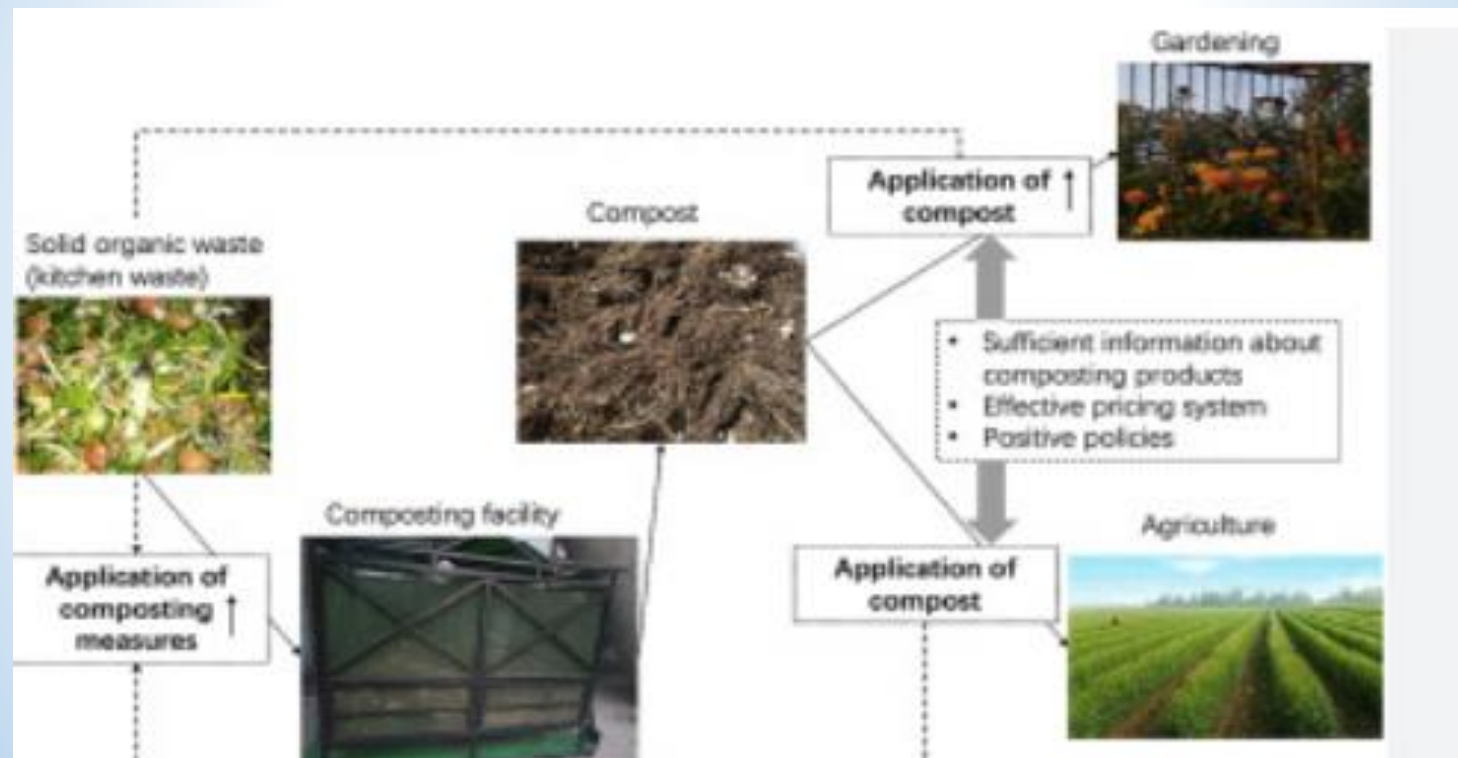 Gardening
Application of ↑
compost
Compost
Solid organic waste
(kitchen waste)
• Sufficient information about
composting products
• Effective pricing system
• Positive policies
Composting facility
Agriculture
Application of
composting ↑
measures
Application of
compost